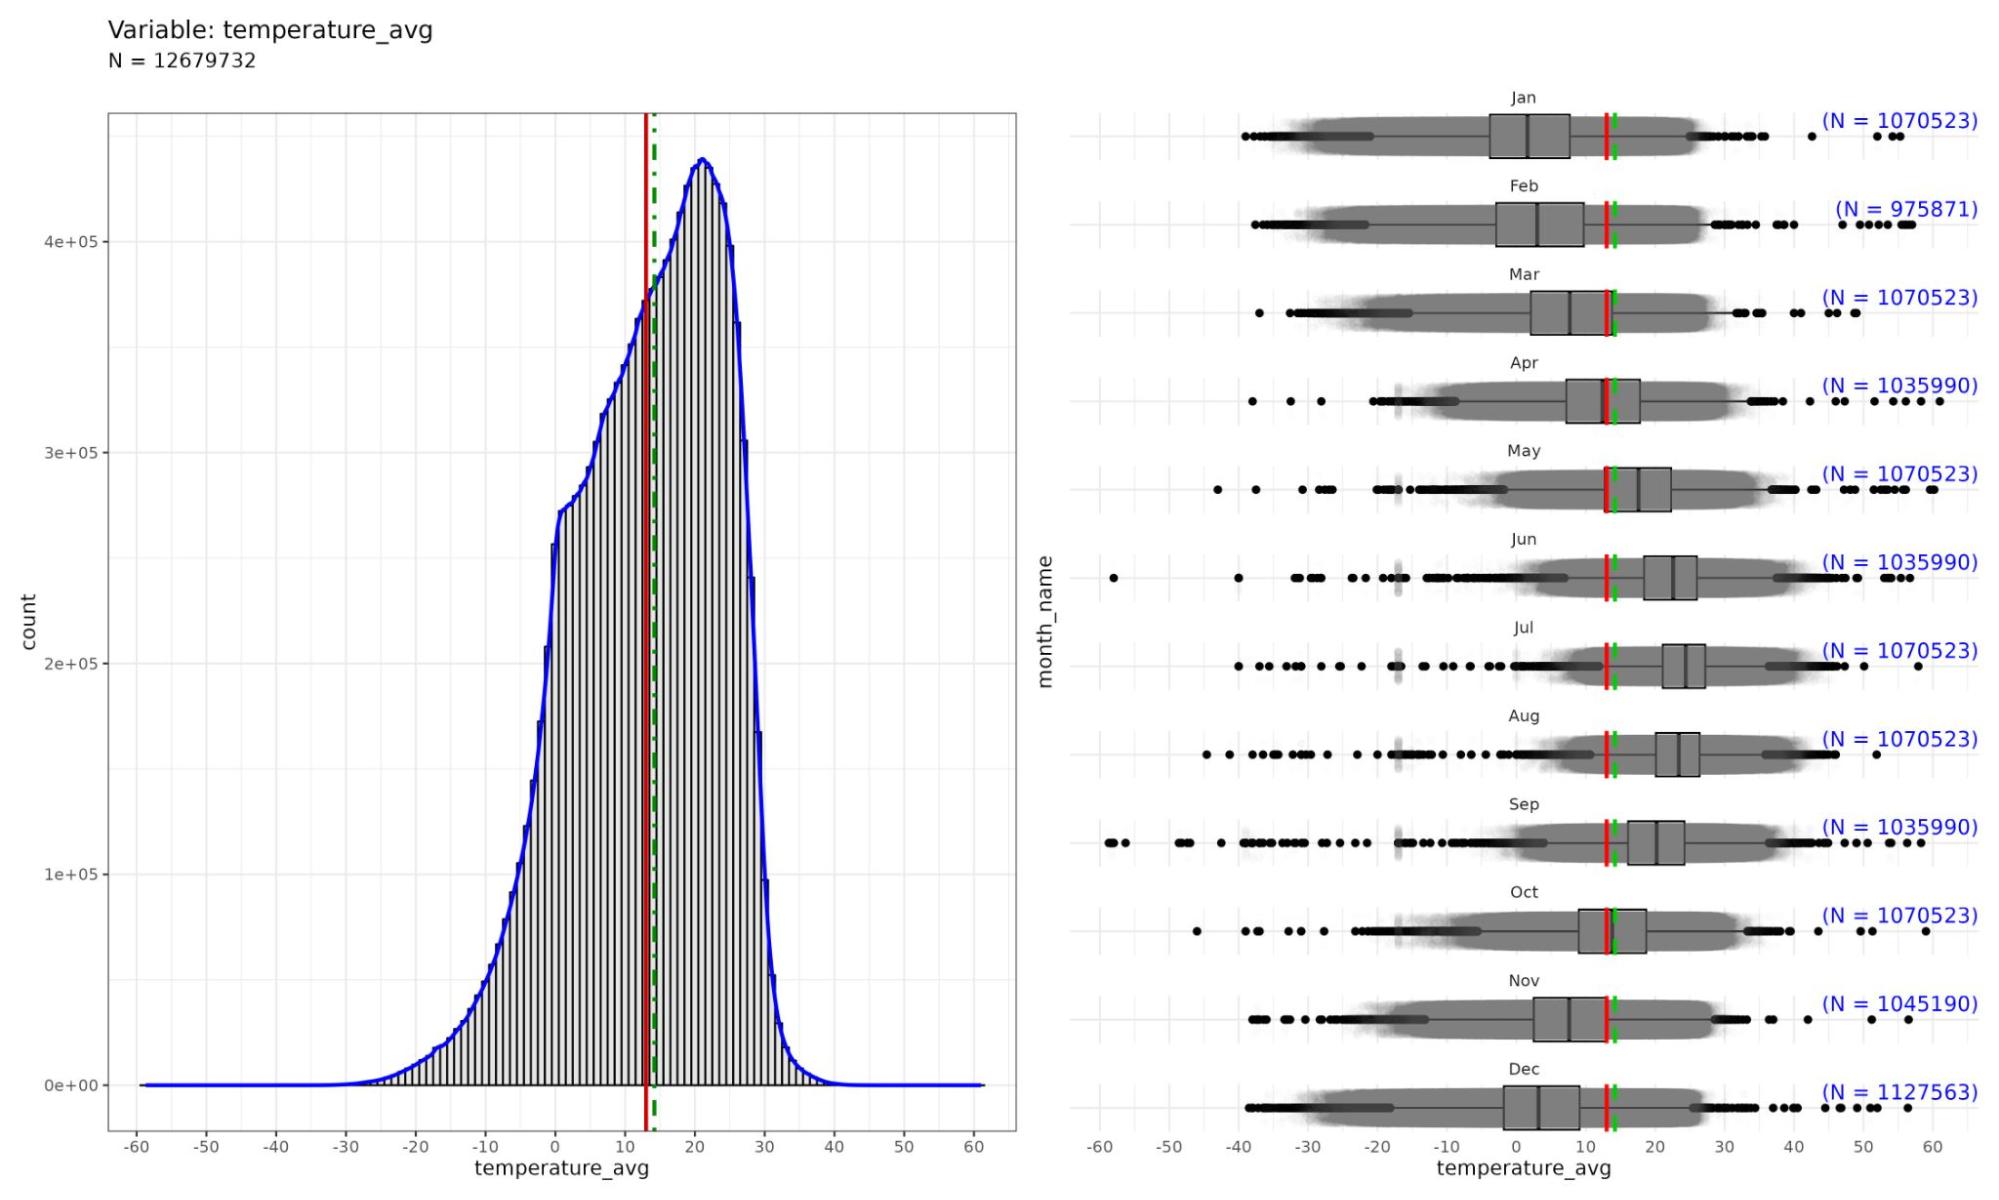 Variable: temperature_avg
N = 12679732
count
4e+05
3e+05
2e+05
1e+05
0e+00
-60 -50 -40 -30 -20 -10 0 10 20 30 40 50 60
temperature_avg
month_name
Jan
(N = 1070523)
Feb
(N = 975871)
Mar
(N = 1070523)
Apr
(N = 1035990)
May
(N = 1070523)
Jun
(N = 1035990)
Jul
(N = 1070523)
Aug
(N = 1070523)
Sep
(N = 1035990)
Oct
(N = 1070523)
Nov
(N = 1045190)
Dec
(N = 1127563)
-60 -50 -40 -30 -20 -10 0 10 20 30 40 50 60
temperature_avg